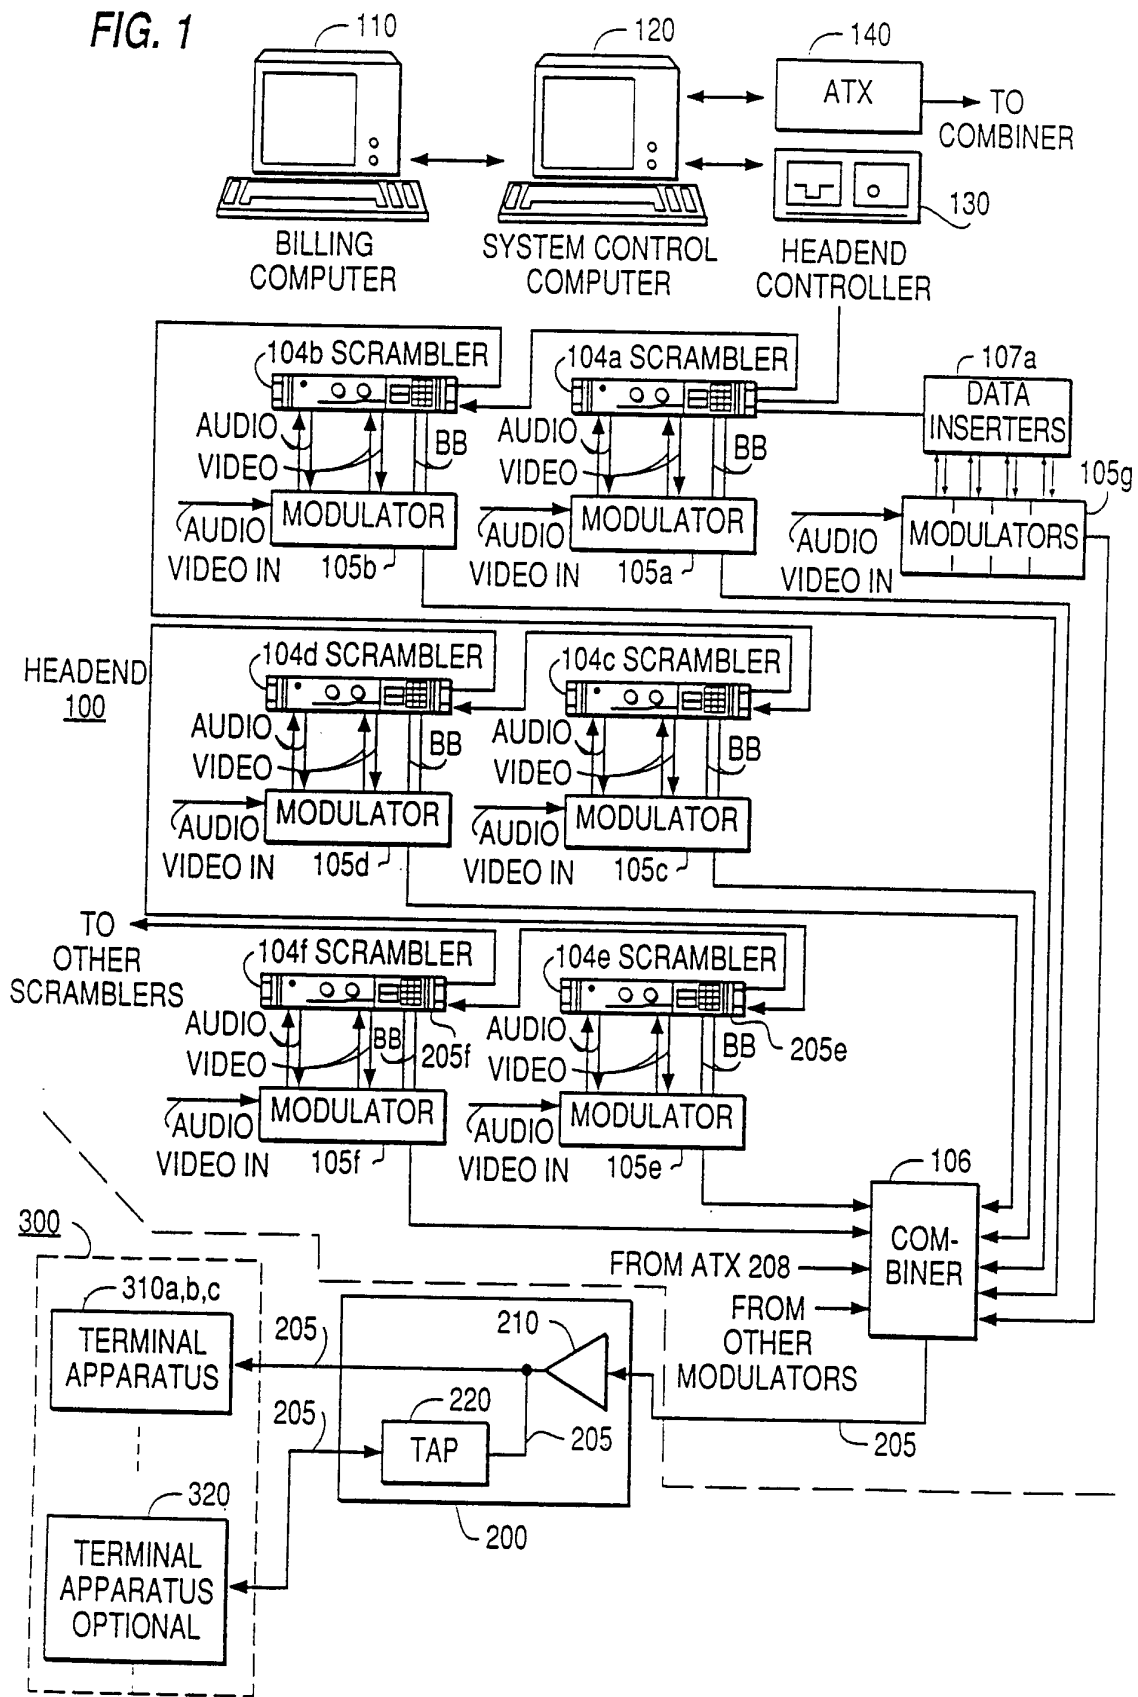 FIG. 1
110
120
140
ATX
TO
COMBINER
130
BILLING
COMPUTER
SYSTEM CONTROL
COMPUTER
HEADEND
CONTROLLER
104b SCRAMBLER
104a SCRAMBLER
107a
DATA
INSERTERS
AUDIO
VIDEO
BB
AUDIO
VIDEO
BB
105g
MODULATOR
MODULATOR
MODULATORS
AUDIO
VIDEO IN
105b
AUDIO
VIDEO IN
105a
AUDIO
VIDEO IN
HEADEND
100
104d SCRAMBLER
104c SCRAMBLER
AUDIO
VIDEO
BB
AUDIO
VIDEO
BB
MODULATOR
MODULATOR
AUDIO
VIDEO IN
105d
AUDIO
VIDEO IN
105c
TO
OTHER
SCRAMBLERS
104f SCRAMBLER
104e SCRAMBLER
AUDIO
VIDEO
BB
205f
AUDIO
VIDEO
BB
205e
MODULATOR
MODULATOR
AUDIO
VIDEO IN
105f
AUDIO
VIDEO IN
105e
106
COM-
BINER
FROM ATX 208
FROM
OTHER
MODULATORS
300
310a,b,c
TERMINAL
APPARATUS
205
210
220
TAP
205
205
205
200
320
TERMINAL
APPARATUS
OPTIONAL